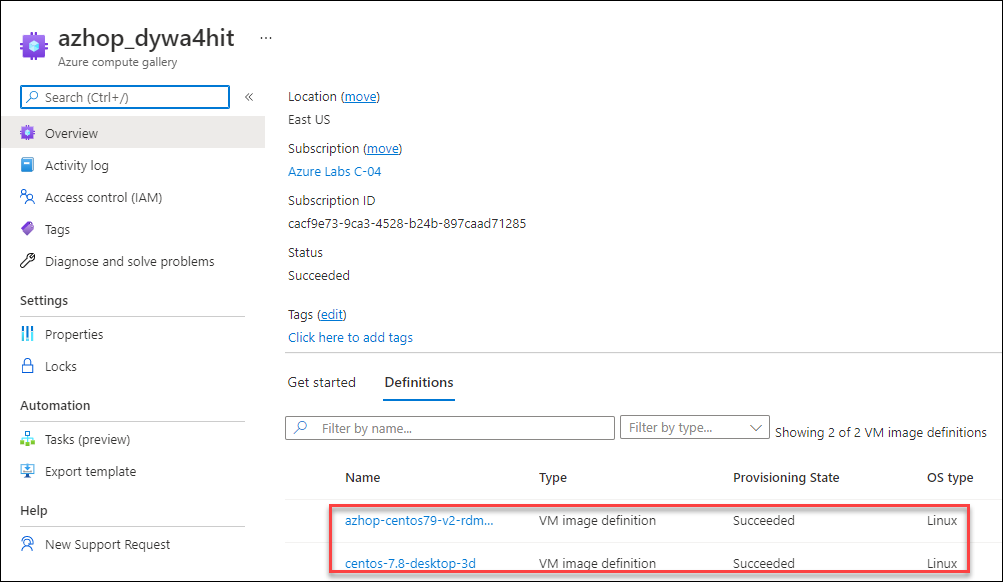 azhop_dywa4hit ...
Azure compute gallery
Search (Ctrl+/) «
Overview
Activity log
Access control (IAM)
Tags
Diagnose and solve problems
Settings
Properties
Locks
Automation
Tasks (preview)
Export template
Help
New Support Request
Location (move)
East US
Subscription (move)
Azure Labs C-04
Subscription ID
cacf9e73-9ca3-4528-b24b-897caad71285
Status
Succeeded
Tags (edit)
Click here to add tags
Get started Definitions
Filter by name... Filter by type... Showing 2 of 2 VM image definitions
Name Type Provisioning State OS type
azhop-centos79-v2-rdm... VM image definition Succeeded Linux
centos-7.8-desktop-3d VM image definition Succeeded Linux